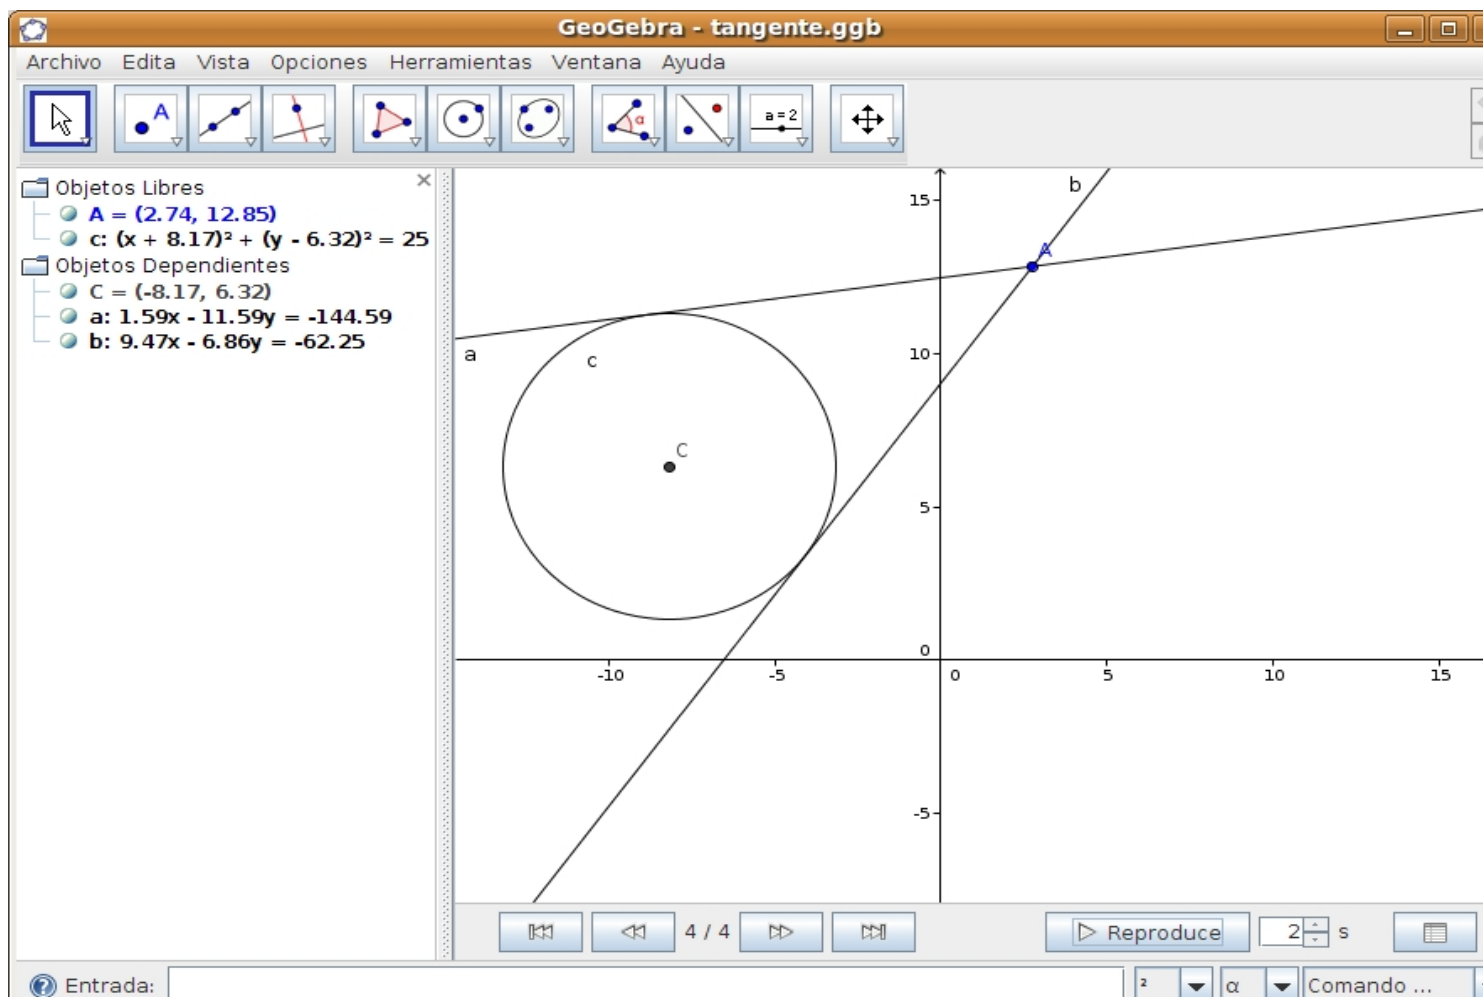 GeoGebra - tangente.ggb
Archivo Edita Vista Opciones Herramientas Ventana Ayuda
A α a = 2
Objetos Libres
A = (2.74, 12.85)
c: (x + 8.17)² + (y - 6.32)² = 25
Objetos Dependientes
C = (-8.17, 6.32)
a: 1.59x - 11.59y = -144.59
b: 9.47x - 6.86y = -62.25
b
15
A
10
a
c
C
5
0
-10 -5 0 5 10 15
-5
4 / 4 Reproduce 2 s
Entrada: ² α Comando ...